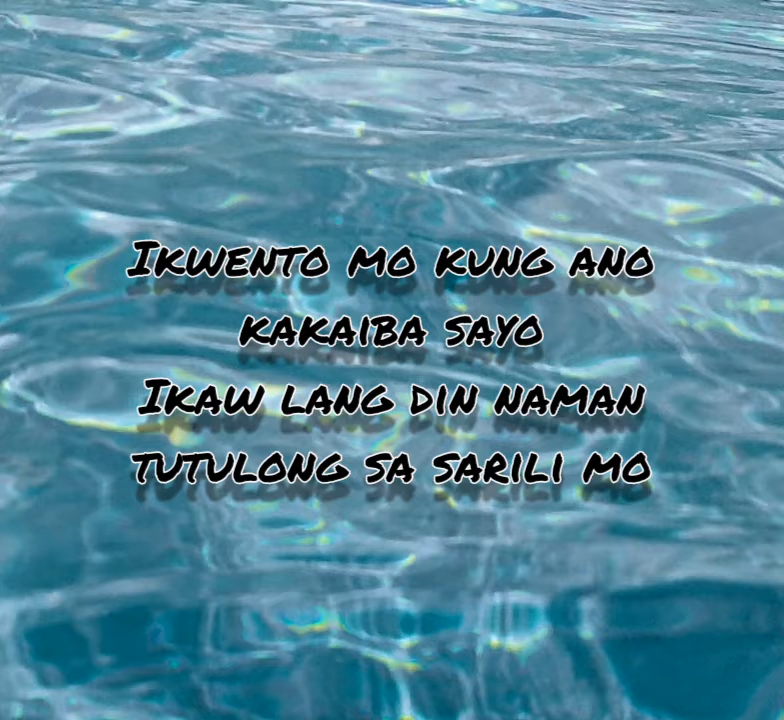 Ikwento mo kung ano
kakaiba sayo
Ikaw lang din naman
tutulong sa sarili mo